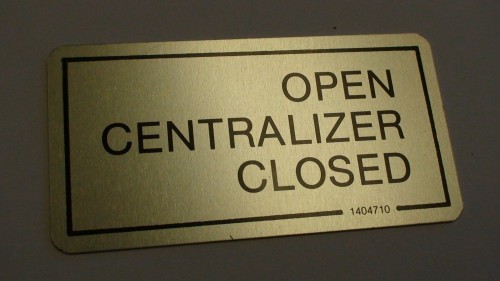 OPEN
CENTRALIZER
CLOSED
1404710